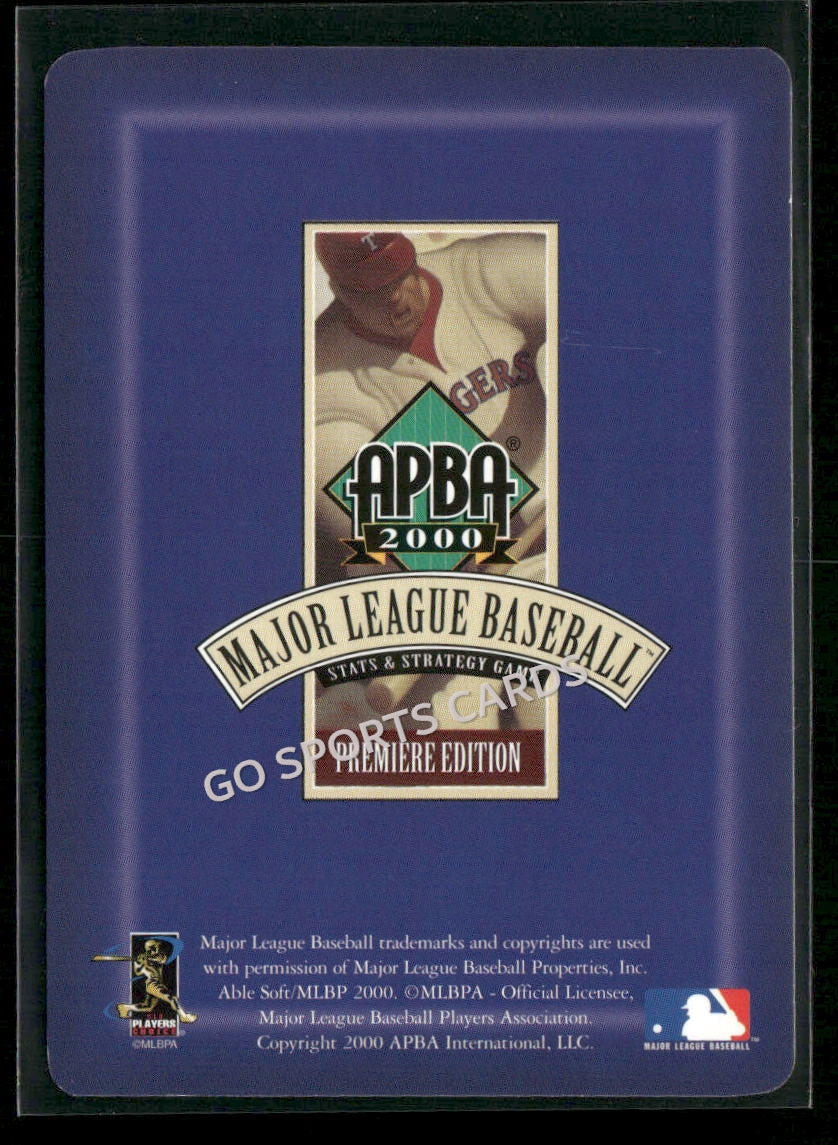 T
GERS
APBA®
2000
MAJOR LEAGUE BASEBALL™
STATS & STRATEGY GAME
GO SPORTS CARDS
PREMIERE EDITION
Major League Baseball trademarks and copyrights are used
with permission of Major League Baseball Properties, Inc.
Able Soft/MLBP 2000. ©MLBPA - Official Licensee,
Major League Baseball Players Association
Copyright 2000 APBA International, LLC.
PLAYERS
CHOICE®
©MLBPA
MAJOR LEAGUE BASEBALL™